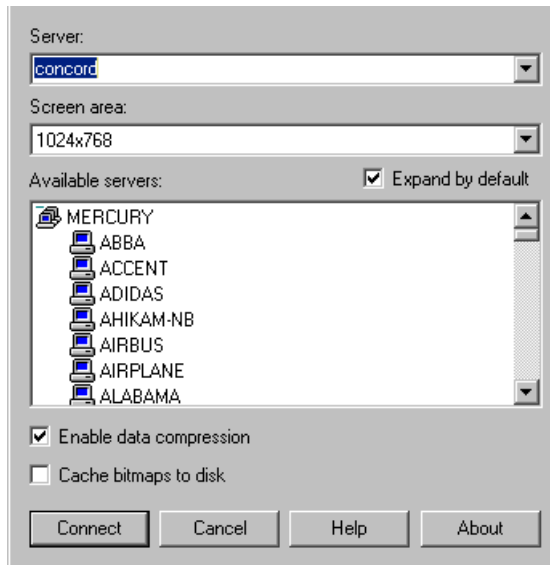 Server:
concord
Screen area:
1024x768
Available servers: Expand by default
MERCURY
ABBA
ACCENT
ADIDAS
AHIKAM-NB
AIRBUS
AIRPLANE
ALABAMA
Enable data compression
Cache bitmaps to disk
Connect Cancel Help About